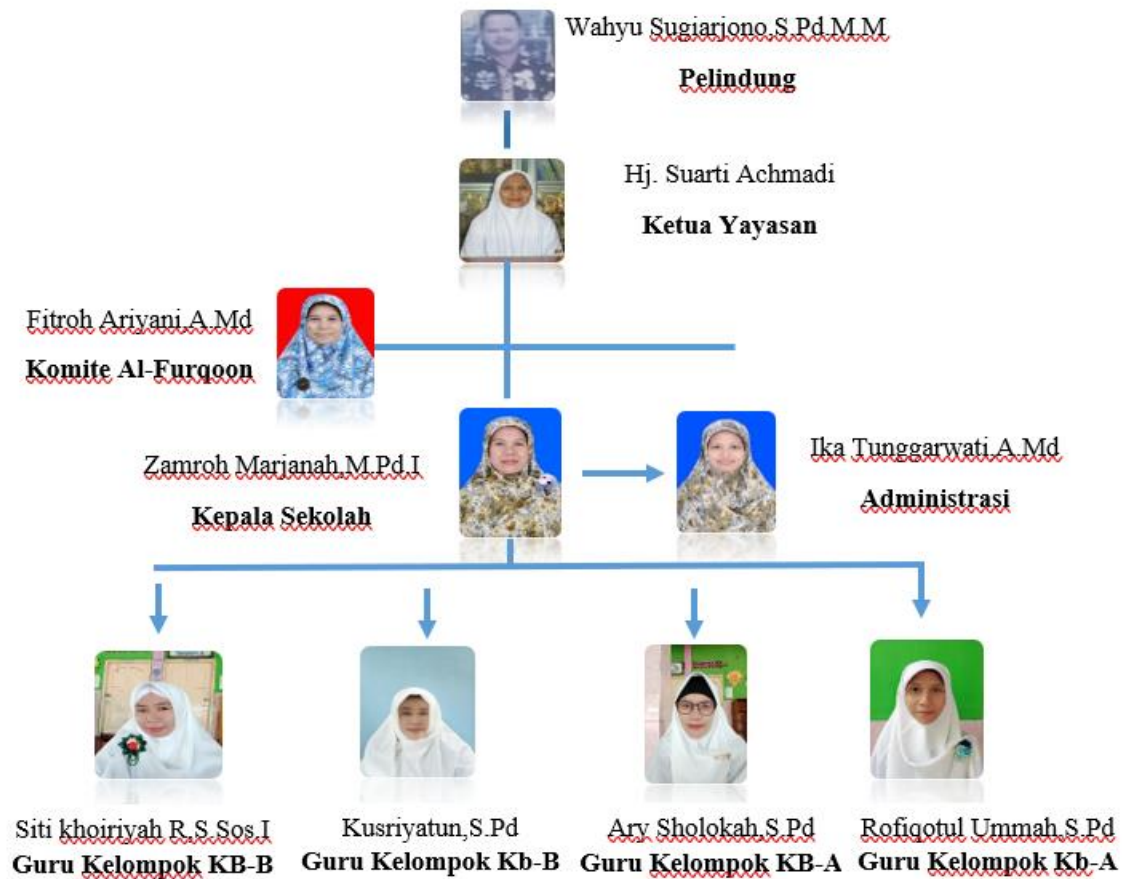 Wahyu Sugiarjono,S.Pd.M.M
Pelindung
Hj. Suarti Achmadi
Ketua Yayasan
Fitroh Ariyani,A.Md
Komite Al-Furqoon
Zamroh Marjanah,M.Pd.I
Kepala Sekolah
Ika Tunggarwati,A.Md
Administrasi
Siti khoiriyah R,S.Sos.I
Guru Kelompok KB-B
Kusriyatun,S.Pd
Guru Kelompok Kb-B
Ary Sholokah,S.Pd
Guru Kelompok KB-A
Rofiqotul Ummah,S.Pd
Guru Kelompok Kb-A